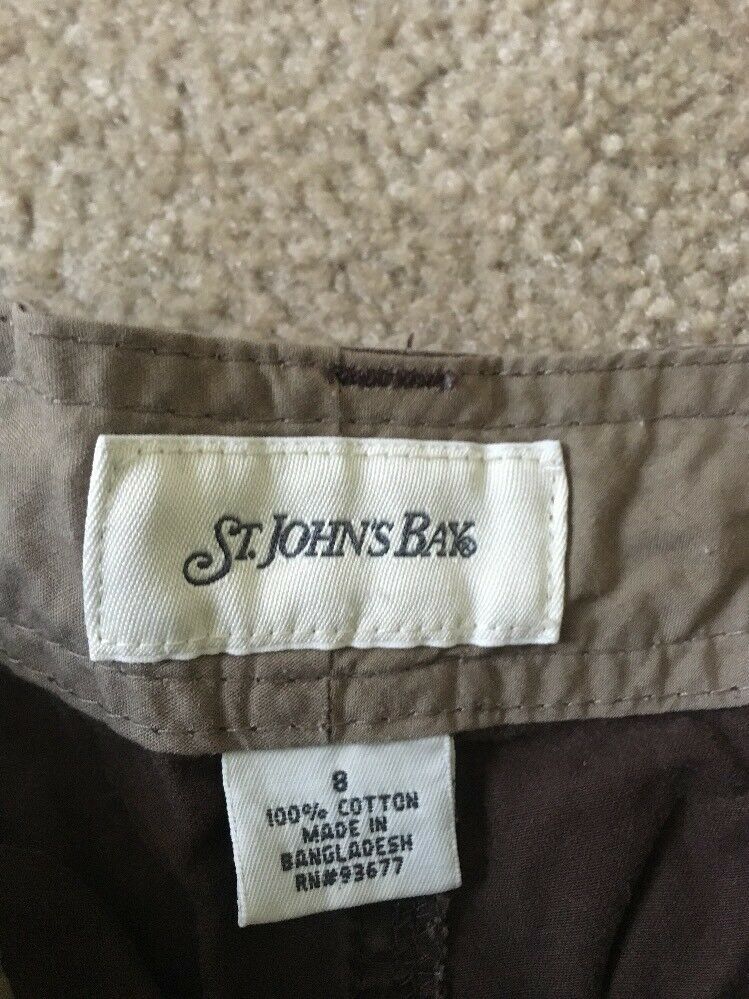 ST. JOHN'S BAY®
8
100% COTTON
MADE IN
BANGLADESH
RN#93677